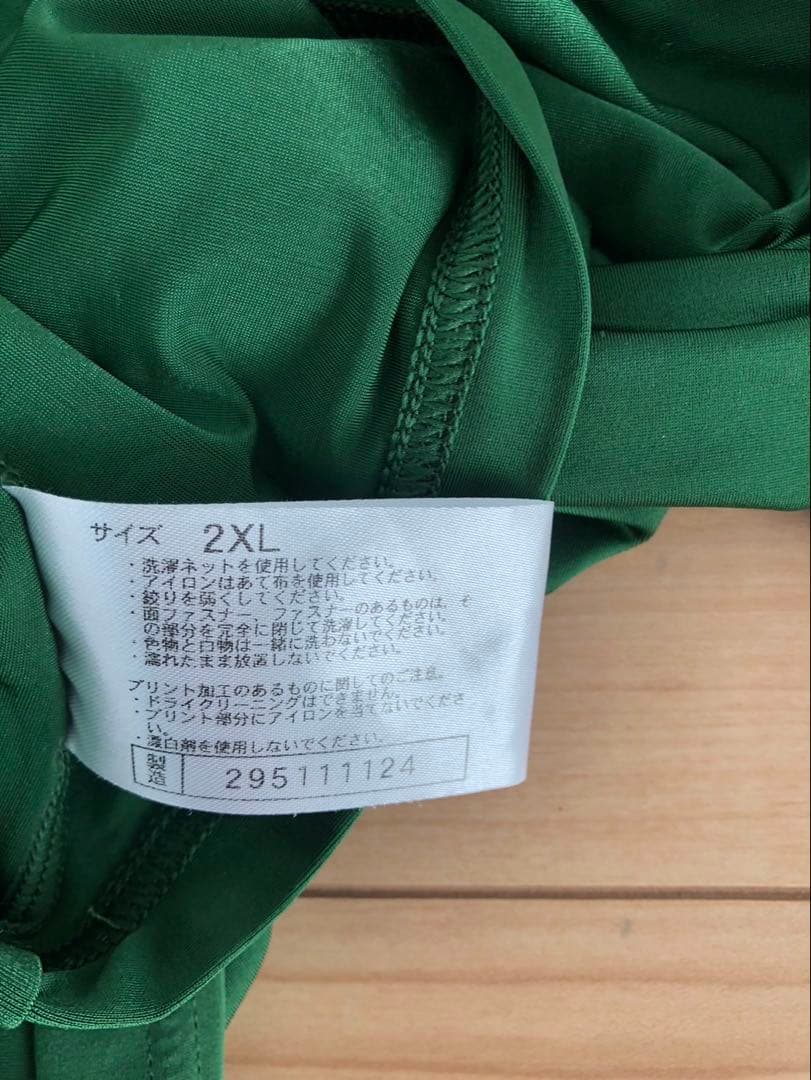 サイズ 2XL
・洗濯ネットを使用してください。
・アイロンはあて布を使用してください。
・絞りを弱くしてください。
・面ファスナー、ファスナーのあるものは、そ
の部分を完全に閉じて洗濯してください。
・色物と白物は一緒に洗わないでください。
・濡れたまま放置しないでください。
プリント加工のあるものに関してのご注意。
・ドライクリーニングはできません。
・プリント部分にアイロンを当てないでくださ
い。
・漂白剤を使用しないでください。
製造 295111124